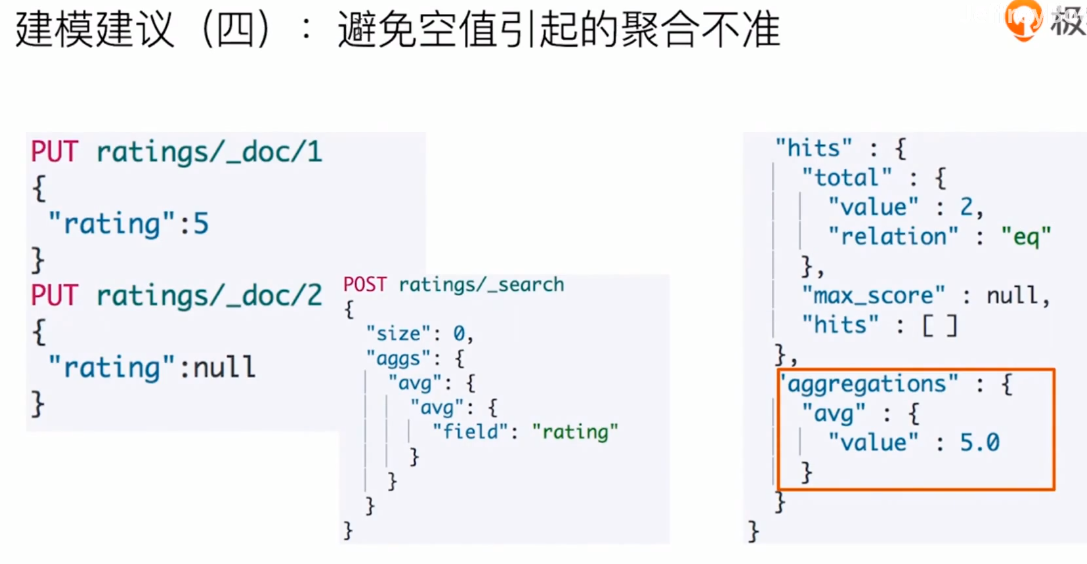 建模建议（四）：避免空值引起的聚合不准
极
PUT ratings/_doc/1
{
"rating":5
}
PUT ratings/_doc/2
{
"rating":null
}
POST ratings/_search
{
"size": 0,
"aggs": {
"avg": {
"avg": {
"field": "rating"
}
}
}
}
"hits" : {
"total" : {
"value" : 2,
"relation" : "eq"
},
"max_score" : null,
"hits" : [ ]
},
"aggregations" : {
"avg" : {
"value" : 5.0
}
}
}